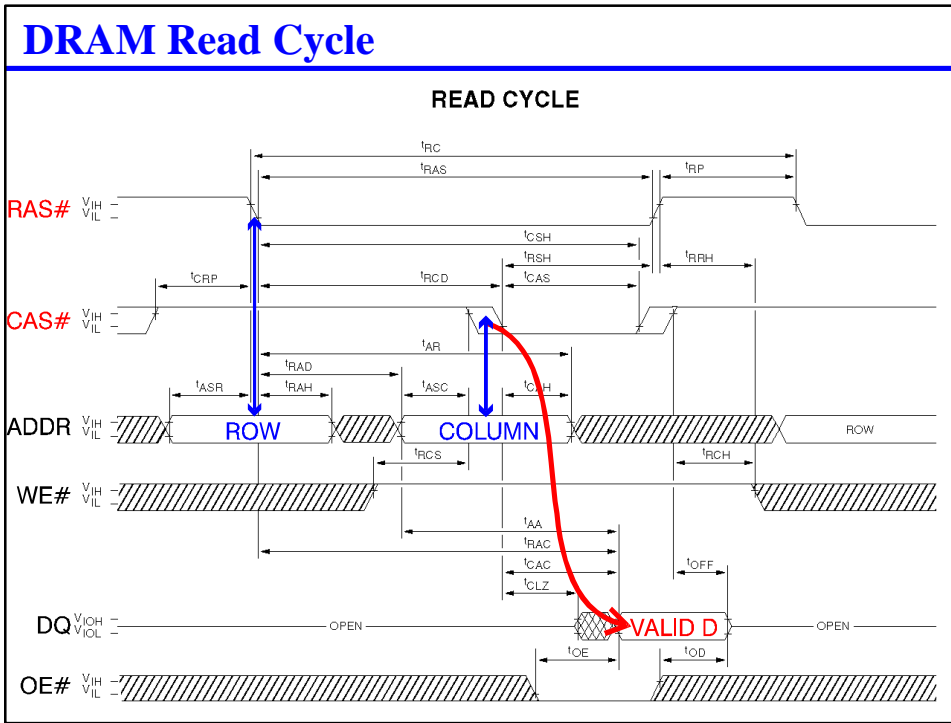 DRAM Read Cycle
READ CYCLE
tRC
tRAS
tRP
RAS# VIH VIL
tCSH
tRSH
tRRH
tCRP
tRCD
tCAS
CAS# VIH VIL
tAR
tRAD
tASR
tRAH
tASC
tCAH
ADDR VIH VIL
ROW
COLUMN
ROW
tRCS
tRCH
WE# VIH VIL
tAA
tRAC
tCAC
tOFF
tCLZ
DQ VIOH VIOL
OPEN
VALID D
OPEN
tOE
tOD
OE# VIH VIL